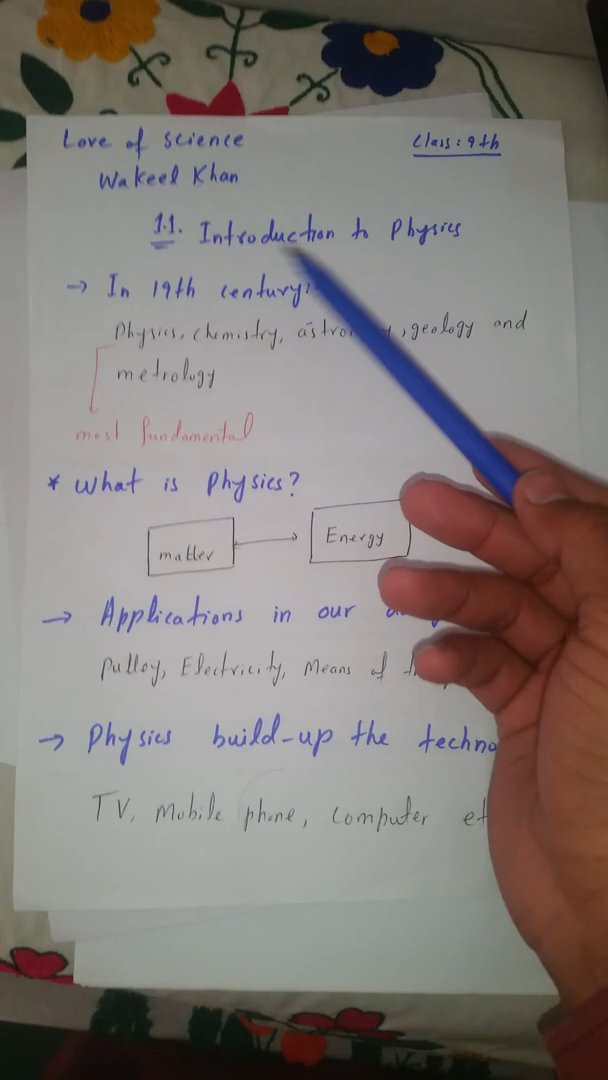 Love of science
Class: 9th
Wakeel Khan
1.1. Introduction to Physics
→ In 19th century:
Physics, chemistry, , geology and
metrology
most fundamental
* What is Physics?
matter
Energy
→ Applications in our
Pulley, Electricity, Means of
→ Physics build-up the
TV, Mobile phone, computer